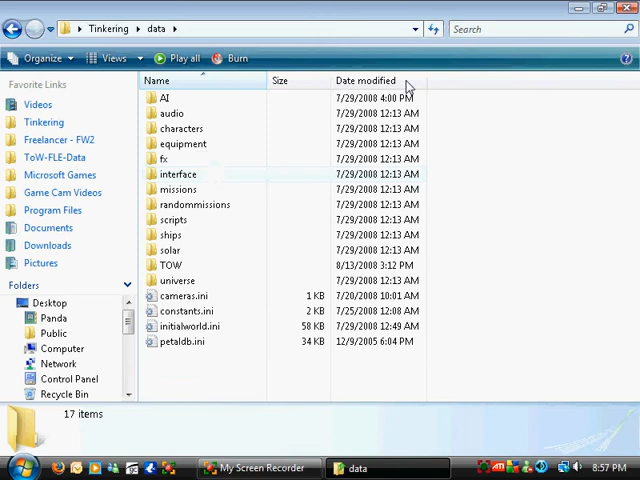 Tinkering data Search
Organize Views Play all Burn
Favorite Links
Videos
Tinkering
Freelancer - FW2
ToW-FLE-Data
Microsoft Games
Game Cam Videos
Program Files
Documents
Downloads
Pictures
Folders
Desktop
Panda
Public
Computer
Network
Control Panel
Recycle Bin
Name Size Date modified
AI 7/29/2008 4:00 PM
audio 7/29/2008 12:13 AM
characters 7/29/2008 12:13 AM
equipment 7/29/2008 12:13 AM
fx 7/29/2008 12:13 AM
interface 7/29/2008 12:13 AM
missions 7/29/2008 12:13 AM
randommissions 7/29/2008 12:13 AM
scripts 7/29/2008 12:13 AM
ships 7/29/2008 12:13 AM
solar 7/29/2008 12:13 AM
TOW 8/13/2008 3:12 PM
universe 7/29/2008 12:13 AM
cameras.ini 1 KB 7/20/2008 10:01 AM
constants.ini 2 KB 7/25/2008 12:08 AM
initialworld.ini 58 KB 7/29/2008 12:49 AM
petaldb.ini 34 KB 12/9/2005 6:04 PM
17 items
My Screen Recorder data ATI 8:57 PM